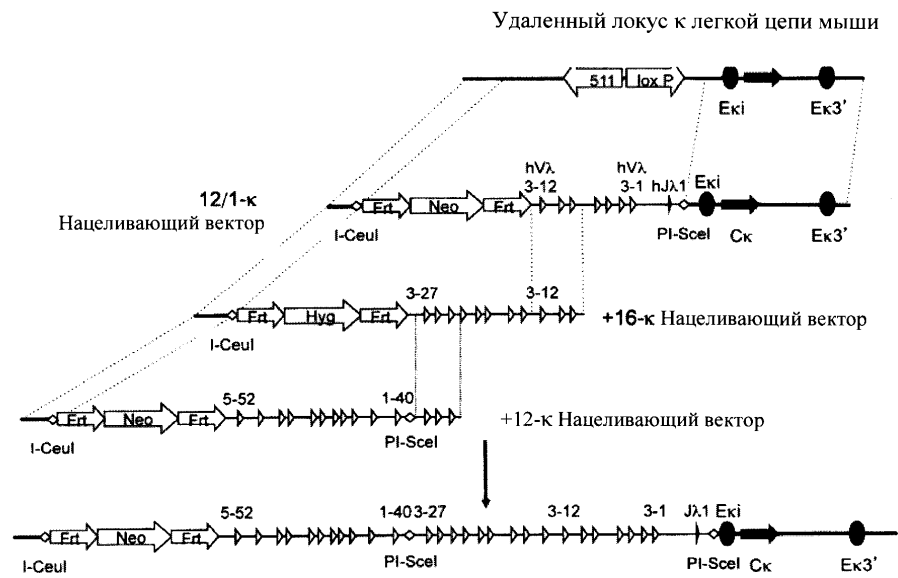 Удаленный локус к легкой цепи мыши
511 lox P
Eκi Eκ3'
hVλ hVλ
12/1-κ 3-12 3-1 hJλ1 Eκi
Нацеливающий вектор Frt Neo Frt
I-CeuI PI-SceI Cκ Eκ3'
3-27 3-12
Frt Hyg Frt +16-κ Нацеливающий вектор
I-CeuI
5-52 1-40
Frt Neo Frt +12-κ Нацеливающий вектор
I-CeuI PI-SceI
5-52 1-40 3-27 3-12 3-1 Jλ1 Eκi
Frt Neo Frt
I-CeuI PI-SceI PI-SceI Cκ Eκ3'